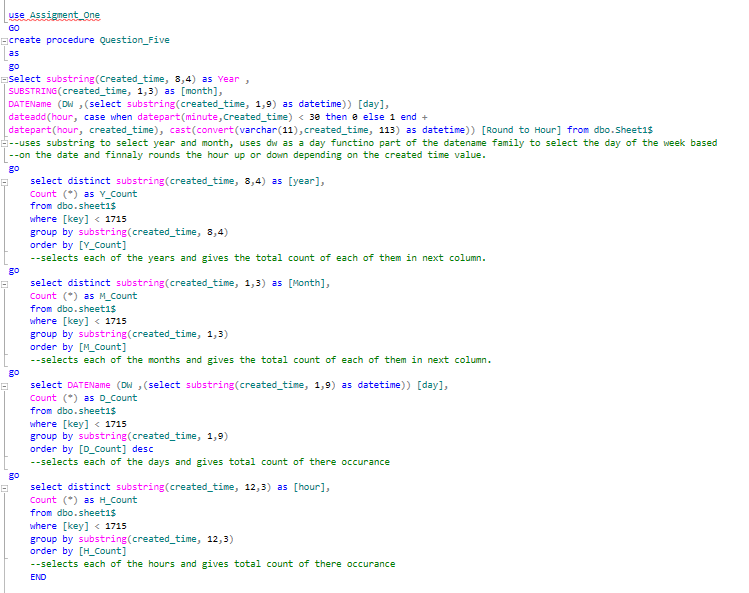 use Assigment_One
GO
create procedure Question_Five
as
go
Select substring(Created_time, 8,4) as Year ,
SUBSTRING(created_time, 1,3) as [month],
DATEName (DW ,(select substring(created_time, 1,9) as datetime)) [day],
dateadd(hour, case when datepart(minute,Created_time) < 30 then 0 else 1 end +
datepart(hour, created_time), cast(convert(varchar(11),created_time, 113) as datetime)) [Round to Hour] from dbo.Sheet1$
--uses substring to select year and month, uses dw as a day functino part of the datename family to select the day of the week based
--on the date and finnaly rounds the hour up or down depending on the created time value.
go
select distinct substring(created_time, 8,4) as [year],
Count (*) as Y_Count
from dbo.sheet1$
where [key] < 1715
group by substring(created_time, 8,4)
order by [Y_Count]
--selects each of the years and gives the total count of each of them in next column.
go
select distinct substring(created_time, 1,3) as [Month],
Count (*) as M_Count
from dbo.sheet1$
where [key] < 1715
group by substring(created_time, 1,3)
order by [M_Count]
--selects each of the months and gives the total count of each of them in next column.
go
select DATEName (DW ,(select substring(created_time, 1,9) as datetime)) [day],
Count (*) as D_Count
from dbo.sheet1$
where [key] < 1715
group by substring(created_time, 1,9)
order by [D_Count] desc
--selects each of the days and gives total count of there occurance
go
select distinct substring(created_time, 12,3) as [hour],
Count (*) as H_Count
from dbo.sheet1$
where [key] < 1715
group by substring(created_time, 12,3)
order by [H_Count]
--selects each of the hours and gives total count of there occurance
END